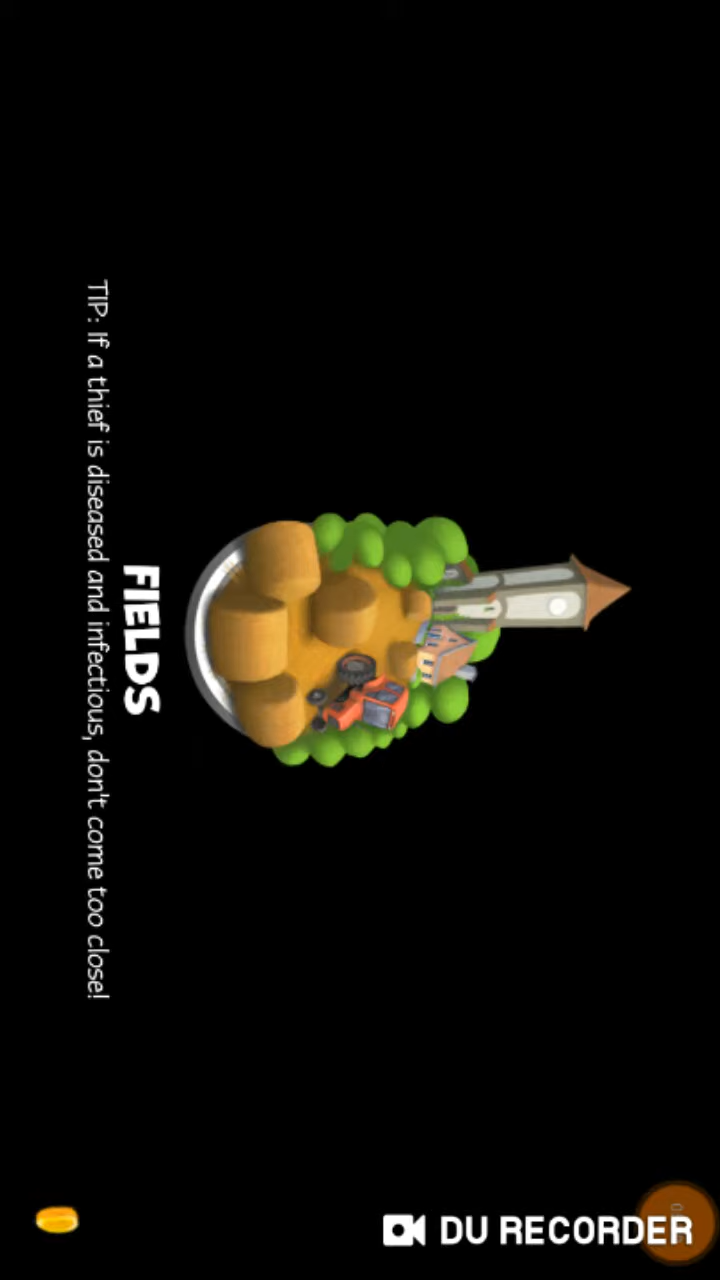 FIELDS
TIP: If a thief is diseased and infectious, don't come too close!
DU RECORDER